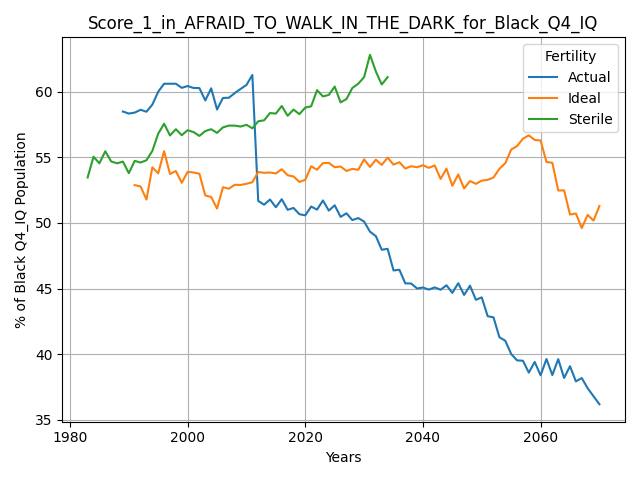 Score_1_in_AFRAID_TO_WALK_IN_THE_DARK_for_Black_Q4_IQ
Fertility
Actual
Ideal
Sterile
% of Black Q4_IQ Population
60
55
50
45
40
35
1980
2000
2020
2040
2060
Years